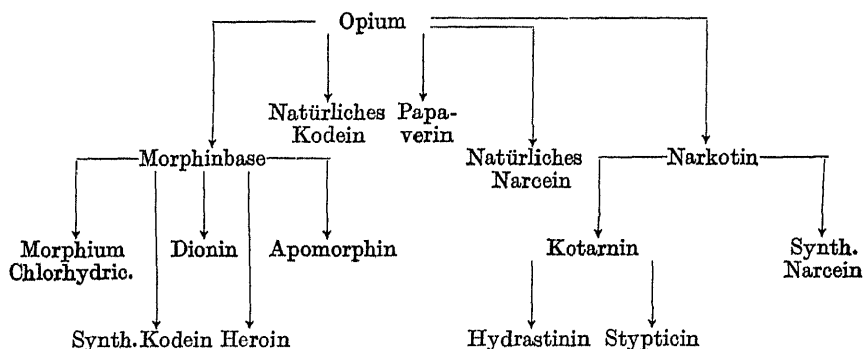 Opium
Natürliches Papa-
Kodein verin
Morphinbase Natürliches Narkotin
Narcein
Morphium Dionin Apomorphin Kotarnin Synth.
Chlorhydric. Narcein
Synth. Kodein Heroin Hydrastinin Stypticin